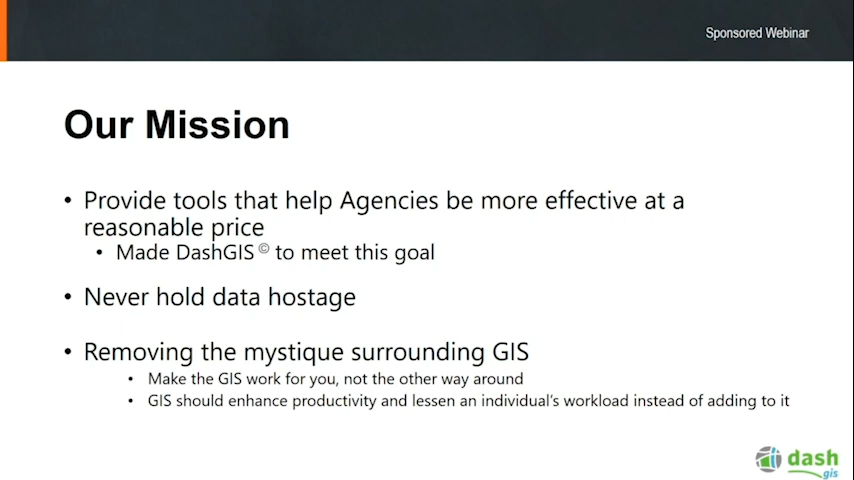 Sponsored Webinar
Our Mission
• Provide tools that help Agencies be more effective at a
reasonable price
• Made DashGIS© to meet this goal
• Never hold data hostage
• Removing the mystique surrounding GIS
• Make the GIS work for you, not the other way around
• GIS should enhance productivity and lessen an individual's workload instead of adding to it
dash
gis